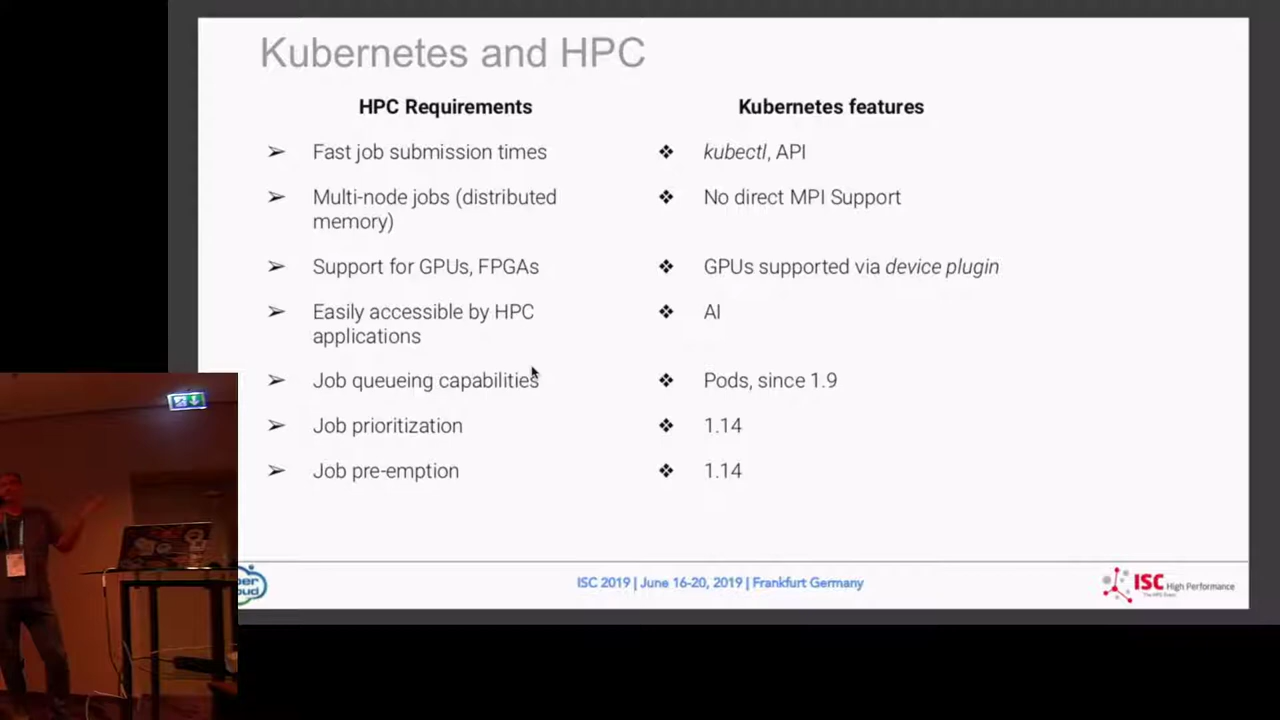 Kubernetes and HPC
HPC Requirements
Fast job submission times
Multi-node jobs (distributed
memory)
Support for GPUs, FPGAs
Easily accessible by HPC
applications
Job queueing capabilities
Job prioritization
Job pre-emption
Kubernetes features
kubectl, API
No direct MPI Support
GPUs supported via device plugin
AI
Pods, since 1.9
1.14
1.14
ISC 2019 | June 16-20, 2019 | Frankfurt Germany
ISC High Performance